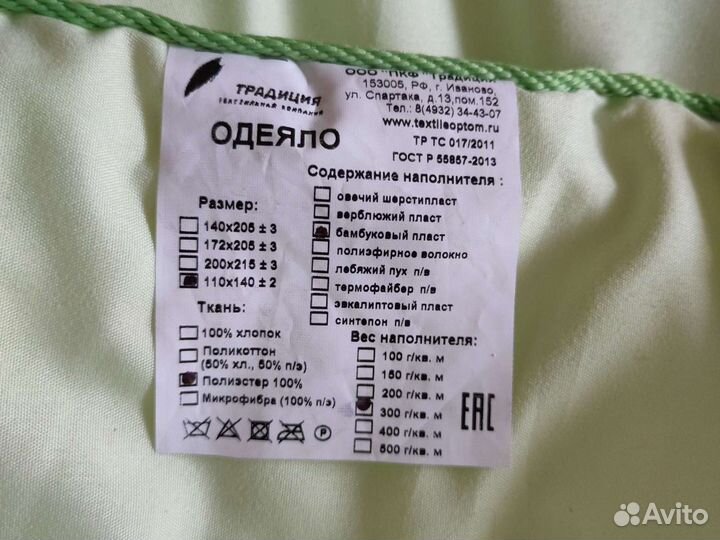 ТРАДИЦИЯ
ТЕКСТИЛЬНАЯ КОМПАНИЯ
ООО "ПКФ "Традиция
153005, РФ, г. Иваново,
ул. Спартака, д.13,пом.152
Тел.: 8(4932) 34-43-07
www.textileoptom.ru
ТР ТС 017/2011
ГОСТ Р 55857-2013
ОДЕЯЛО
Размер:
140х205 ± 3
172х205 ± 3
200х215 ± 3
110х140 ± 2
Ткань:
100% хлопок
Поликоттон
(50% хл., 50% п/э)
Полиэстер 100%
Микрофибра (100% п/э)
Содержание наполнителя :
овечий шерстипласт
верблюжий пласт
бамбуковый пласт
полиэфирное волокно
лебяжий пух п/в
термофайбер п/в
эвкалиптовый пласт
синтепон п/в
Вес наполнителя:
100 г/кв. м
150 г/кв. м
200 г/кв. м
300 г/кв. м
400 г/кв. м
500 г/кв. м
P
EAC
Avito